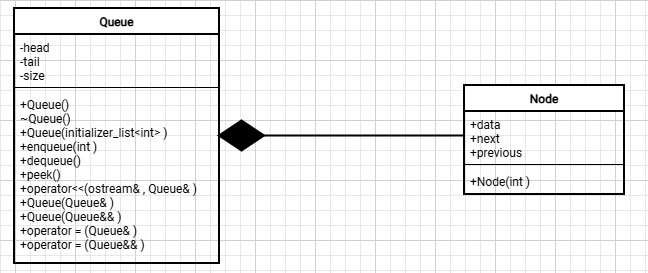 Queue
-head
-tail
-size
+Queue()
~Queue()
+Queue(initializer_list<int> )
+enqueue(int )
+dequeue()
+peek()
+operator<<(ostream& , Queue& )
+Queue(Queue& )
+Queue(Queue&& )
+operator = (Queue& )
+operator = (Queue&& )
Node
+data
+next
+previous
+Node(int )